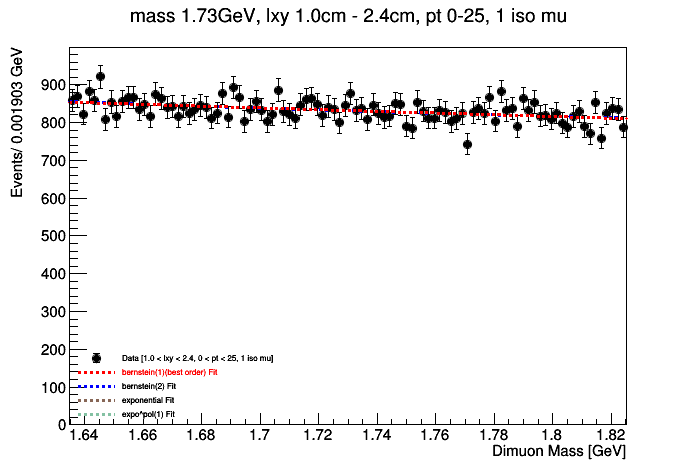 mass 1.73GeV, lxy 1.0cm - 2.4cm, pt 0-25, 1 iso mu
Events/ 0.001903 GeV
900
800
700
600
500
400
300
200
100
0
Data [1.0 < lxy < 2.4, 0 < pt < 25, 1 iso mu]
bernstein(1)(best order) Fit
bernstein(2) Fit
exponential Fit
expo*pol(1) Fit
1.64 1.66 1.68 1.7 1.72 1.74 1.76 1.78 1.8 1.82
Dimuon Mass [GeV]